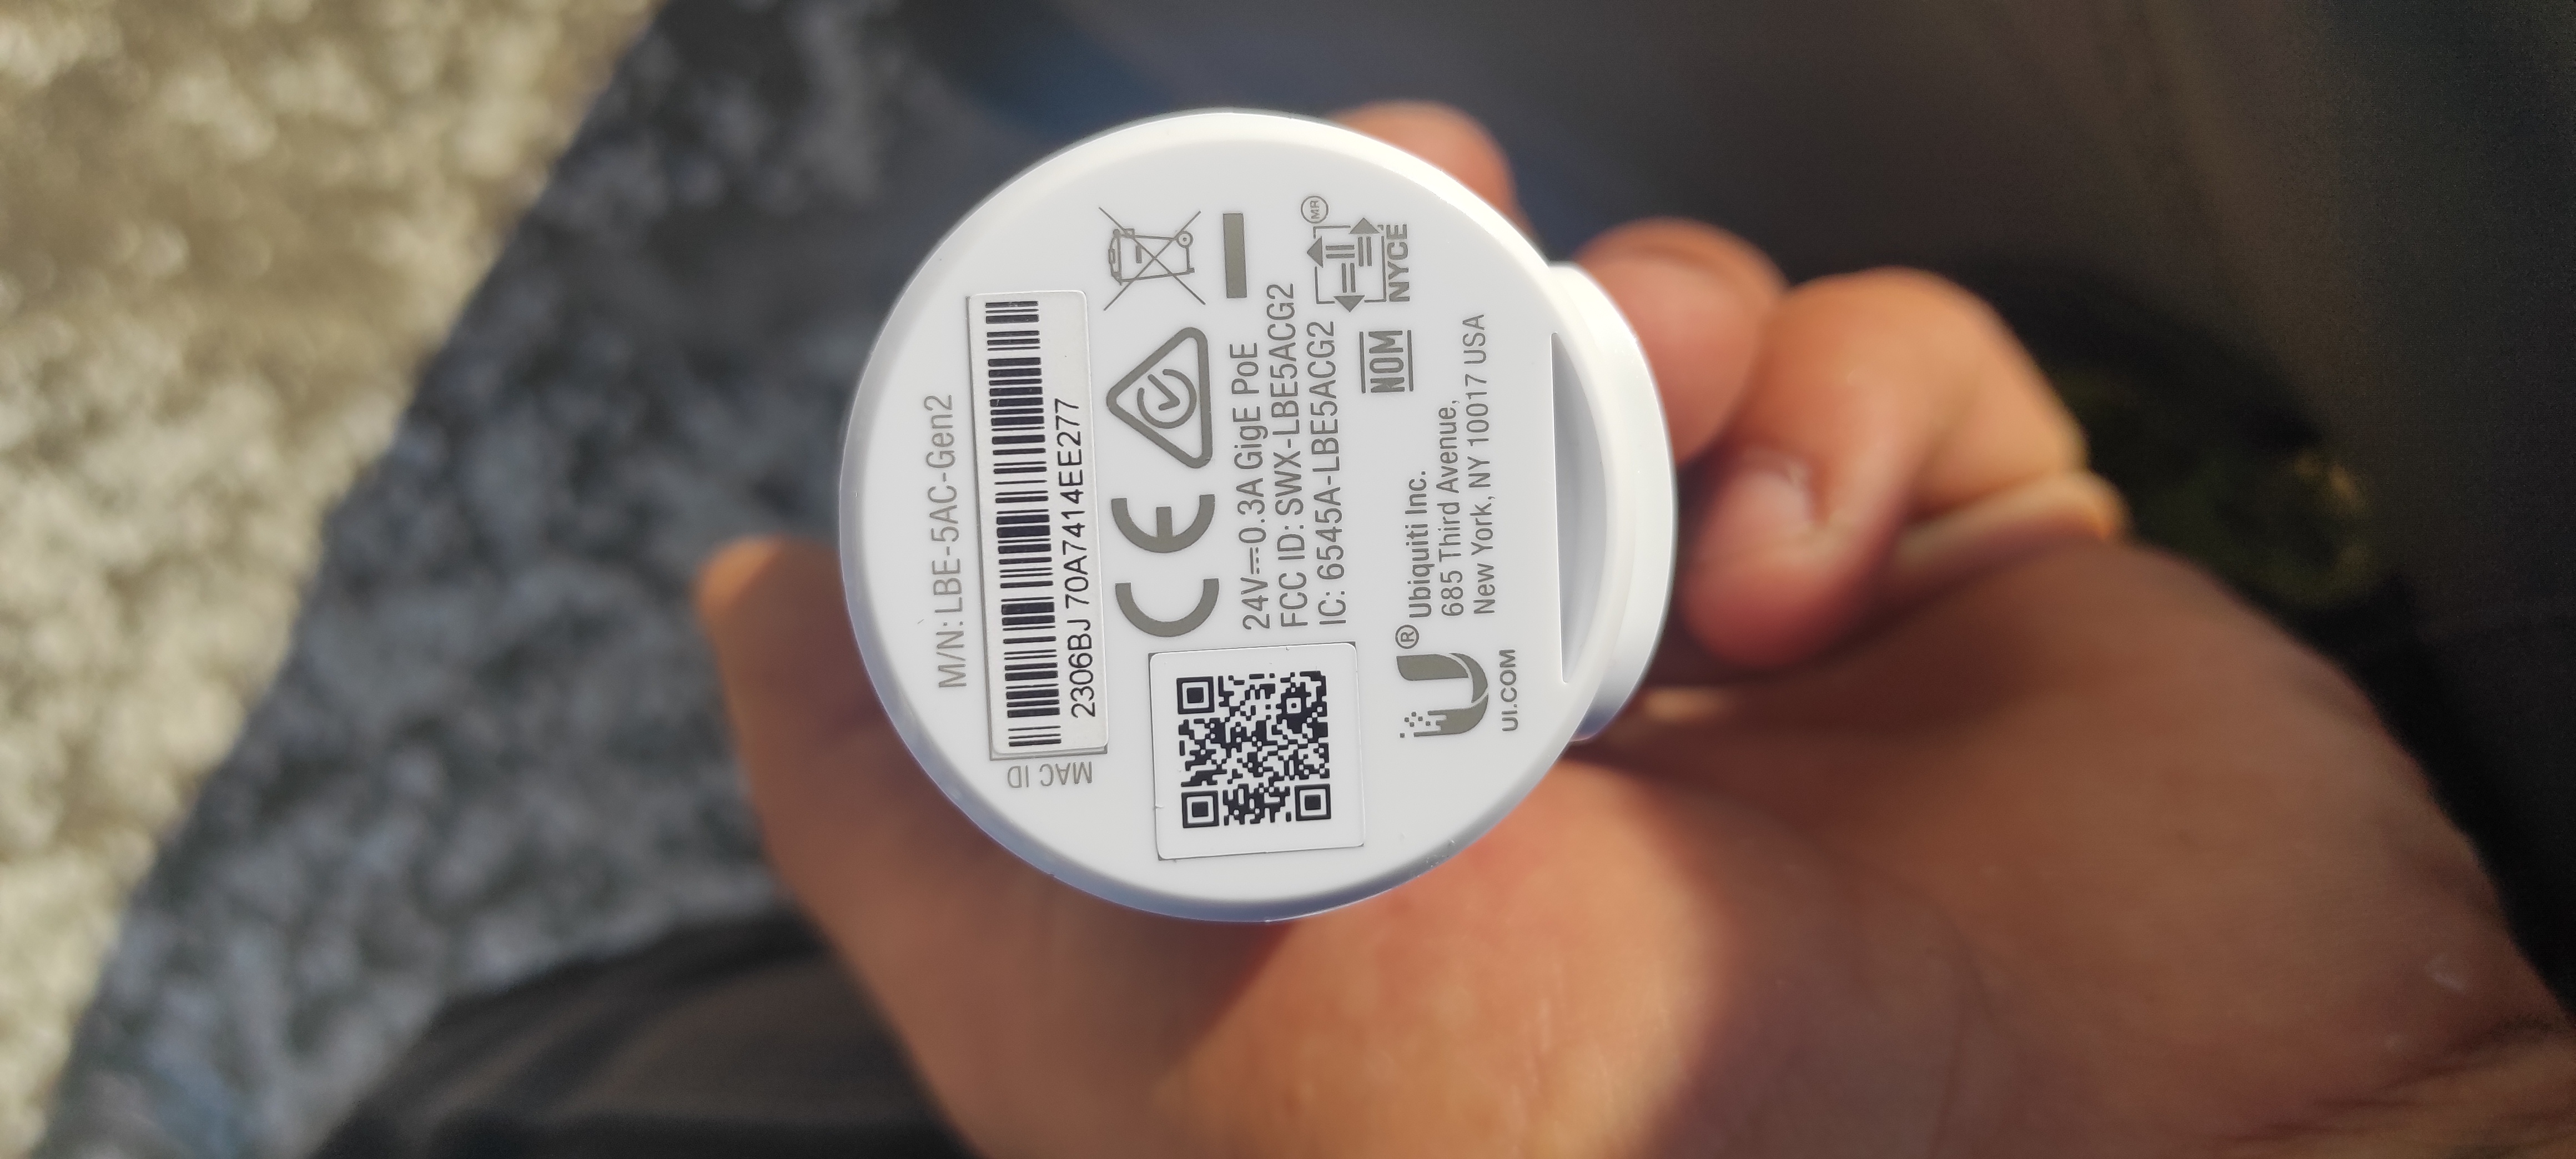 M/N: LBE-5AC-Gen2
MAC ID
2306BJ 70A7414EE277
CE
24V⎓0.3A GigE PoE
FCC ID: SWX-LBE5ACG2
IC: 6545A-LBE5ACG2
NOM
MR
NYCE
U® Ubiquiti Inc.
685 Third Avenue,
New York, NY 10017 USA
UI.COM